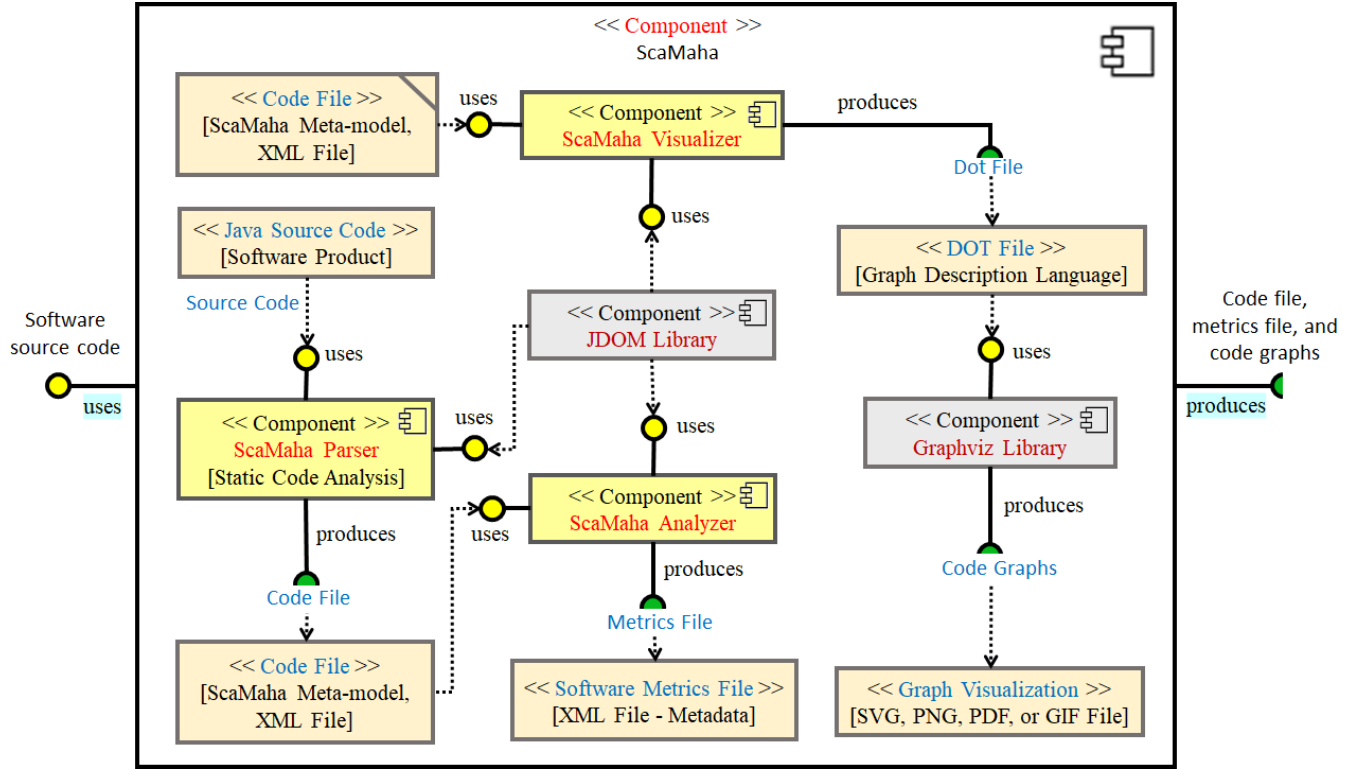 << Component >>
ScaMaha
<< Code File >>
[ScaMaha Meta-model,
XML File]
uses
<< Component >>
ScaMaha Visualizer
produces
Dot File
uses
<< Java Source Code >>
[Software Product]
Source Code
<< DOT File >>
[Graph Description Language]
<< Component >>
JDOM Library
uses
uses
Software
source code
uses
Code file,
metrics file, and
code graphs
produces
<< Component >>
ScaMaha Parser
[Static Code Analysis]
uses
uses
<< Component >>
Graphviz Library
<< Component >>
ScaMaha Analyzer
uses
produces
produces
produces
Code File
Metrics File
Code Graphs
<< Code File >>
[ScaMaha Meta-model,
XML File]
<< Software Metrics File >>
[XML File - Metadata]
<< Graph Visualization >>
[SVG, PNG, PDF, or GIF File]